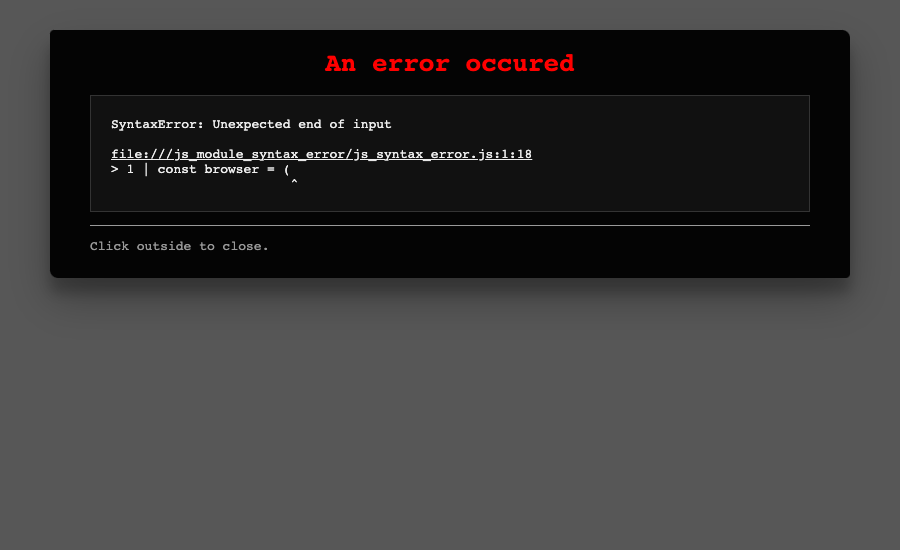 An error occured
SyntaxError: Unexpected end of input
file:///js_module_syntax_error/js_syntax_error.js:1:18
> 1 | const browser = (
^
Click outside to close.